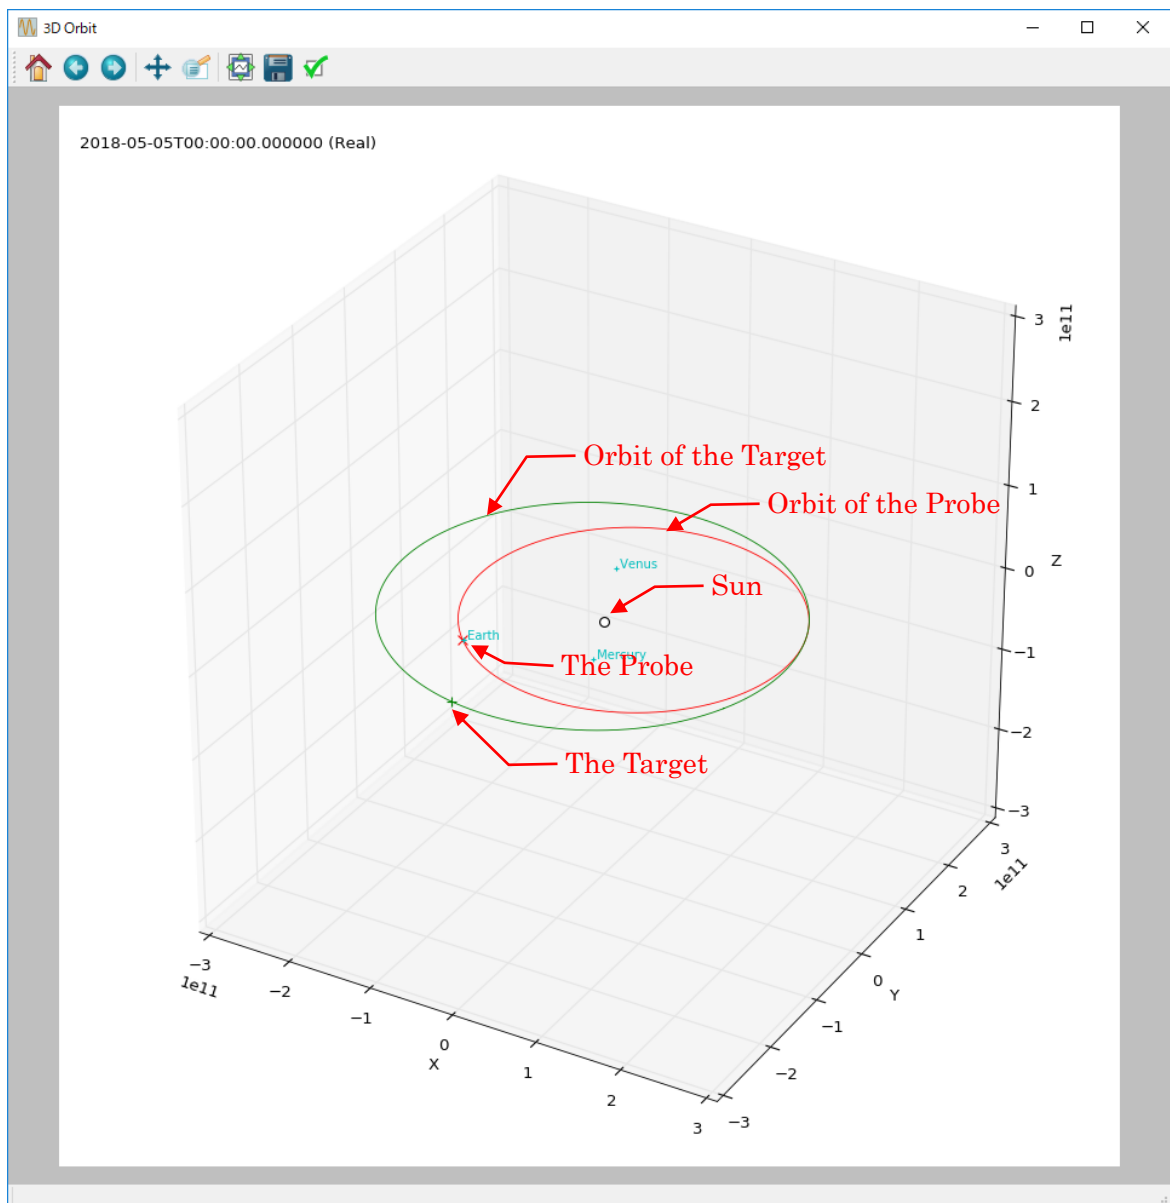 3D Orbit
2018-05-05T00:00:00.000000 (Real)
3
1e11
2
Orbit of the Target
Orbit of the Probe
1
Z
0
Venus
Sun
Earth
Mercury
The Probe
−1
−2
The Target
−3
3
1e11
2
1
0
Y
−1
−2
−3
−3
1e11
−2
−1
0
X
1
2
3